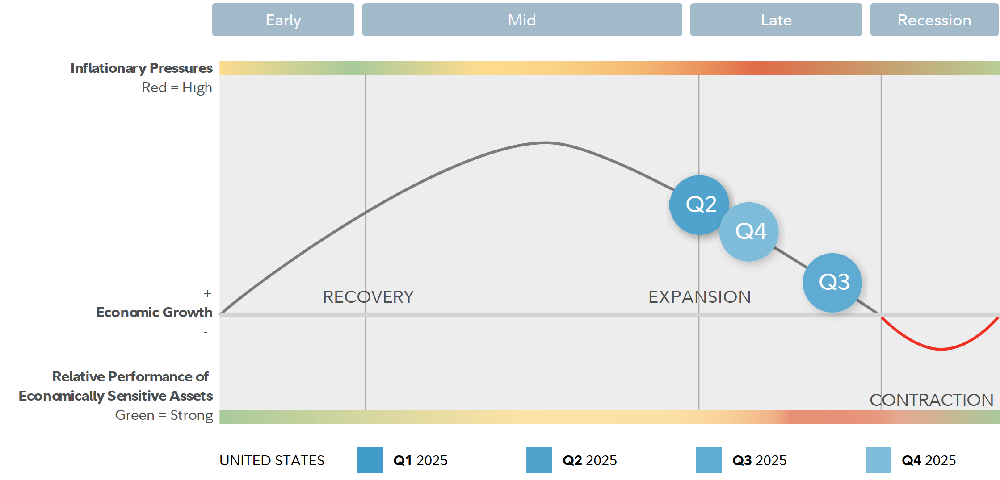 Early
Mid
Late
Recession
Inflationary Pressures
Red = High
Q2
Q4
Q3
RECOVERY
EXPANSION
+
Economic Growth
-
Relative Performance of
Economically Sensitive Assets
Green = Strong
CONTRACTION
UNITED STATES
Q1 2025
Q2 2025
Q3 2025
Q4 2025